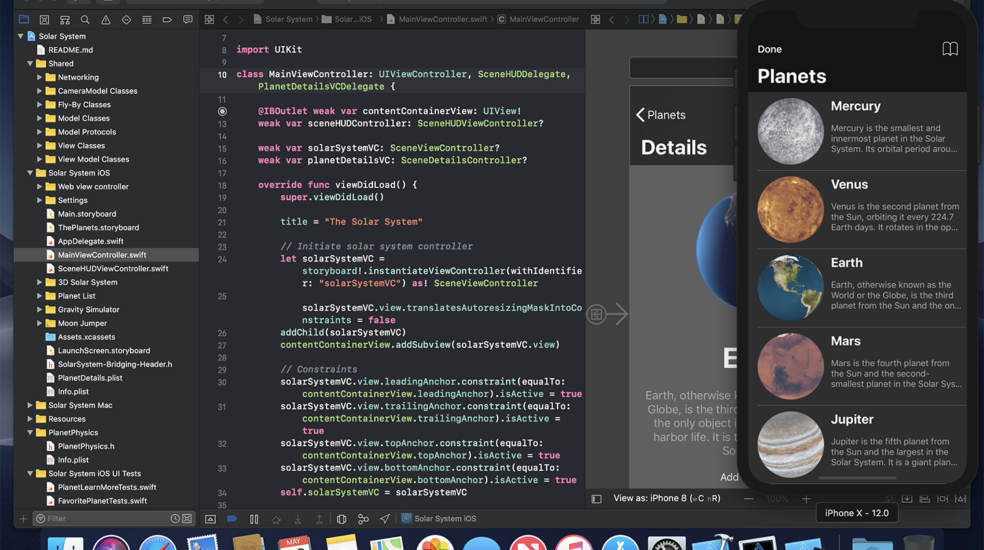 Solar System
Solar...iOS
MainViewController.swift
C MainViewController
Solar System
README.md
Shared
Networking
CameraModel Classes
Fly-By Classes
Model Classes
Model Protocols
View Classes
View Model Classes
Solar System iOS
Web view controller
Settings
Main.storyboard
ThePlanets.storyboard
AppDelegate.swift
MainViewController.swift
SceneHUDViewController.swift
3D Solar System
Planet List
Gravity Simulator
Moon Jumper
Assets.xcassets
LaunchScreen.storyboard
SolarSystem-Bridging-Header.h
PlanetDetails.plist
Info.plist
Solar System Mac
Resources
PlanetPhysics
PlanetPhysics.h
Info.plist
Solar System iOS UI Tests
PlanetLearnMoreTests.swift
FavoritePlanetTests.swift
Filter
7
8 import UIKit
9
10 class MainViewController: UIViewController, SceneHUDDelegate,
PlanetDetailsVCDelegate {
11
@IBOutlet weak var contentContainerView: UIView!
13 weak var sceneHUDController: SceneHUDViewController?
14
15 weak var solarSystemVC: SceneViewController?
16 weak var planetDetailsVC: SceneDetailsController?
17
18 override func viewDidLoad() {
19 super.viewDidLoad()
20
21 title = "The Solar System"
22
23 // Initiate solar system controller
24 let solarSystemVC =
storyboard!.instantiateViewController(withIdentifie
r: "solarSystemVC") as! SceneViewController
25
solarSystemVC.view.translatesAutoresizingMaskIntoCo
nstraints = false
26 addChild(solarSystemVC)
27 contentContainerView.addSubview(solarSystemVC.view)
28
29 // Constraints
30 solarSystemVC.view.leadingAnchor.constraint(equalTo:
contentContainerView.leadingAnchor).isActive = true
31 solarSystemVC.view.trailingAnchor.constraint(equalTo:
contentContainerView.trailingAnchor).isActive =
true
32 solarSystemVC.view.topAnchor.constraint(equalTo:
contentContainerView.topAnchor).isActive = true
33 solarSystemVC.view.bottomAnchor.constraint(equalTo:
contentContainerView.bottomAnchor).isActive = true
34 self.solarSystemVC = solarSystemVC
35
Solar System iOS
Planets
Details
E
Earth, otherwise k
Globe, is the third
the only object i
harbor life. It is t
So
Add
View as: iPhone 8 (wC hR)
100%
Done
Planets
Mercury
Mercury is the smallest and
innermost planet in the Solar
System. Its orbital period arou...
Venus
Venus is the second planet from
the Sun, orbiting it every 224.7
Earth days. It rotates in the op...
Earth
Earth, otherwise known as the
World or the Globe, is the third
planet from the Sun and the on...
Mars
Mars is the fourth planet from
the Sun and the second-
smallest planet in the Solar Sys...
Jupiter
Jupiter is the fifth planet from
the Sun and the largest in the
Solar System. It is a giant plan...
iPhone X - 12.0
MAY